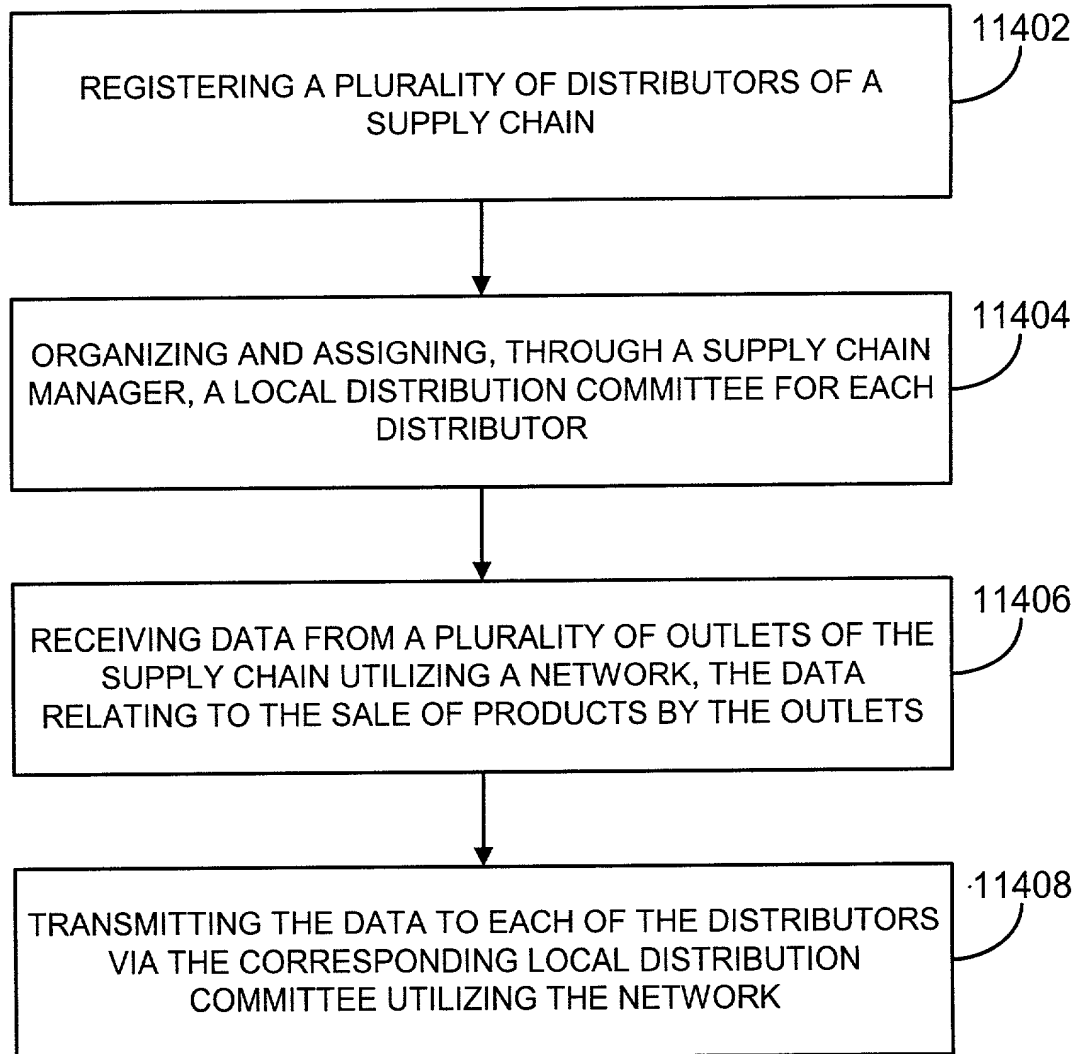 11402
REGISTERING A PLURALITY OF DISTRIBUTORS OF A
SUPPLY CHAIN
11404
ORGANIZING AND ASSIGNING, THROUGH A SUPPLY CHAIN
MANAGER, A LOCAL DISTRIBUTION COMMITTEE FOR EACH
DISTRIBUTOR
11406
RECEIVING DATA FROM A PLURALITY OF OUTLETS OF THE
SUPPLY CHAIN UTILIZING A NETWORK, THE DATA
RELATING TO THE SALE OF PRODUCTS BY THE OUTLETS
11408
TRANSMITTING THE DATA TO EACH OF THE DISTRIBUTORS
VIA THE CORRESPONDING LOCAL DISTRIBUTION
COMMITTEE UTILIZING THE NETWORK